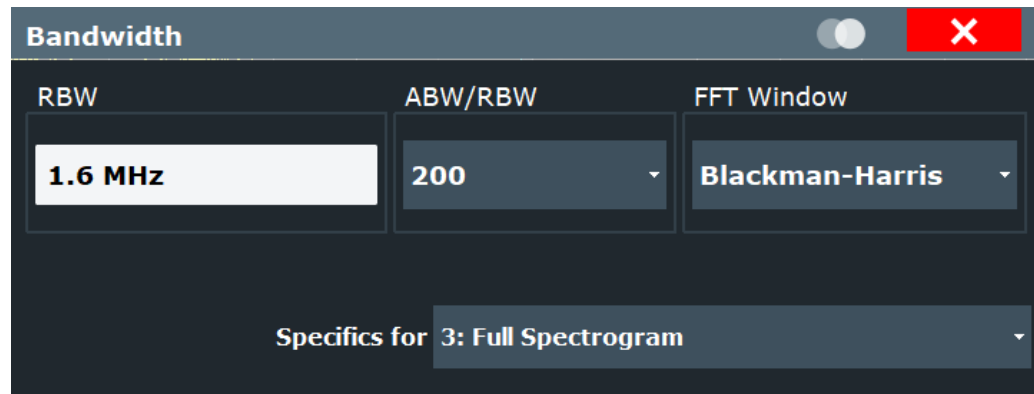 Bandwidth
RBW ABW/RBW FFT Window
1.6 MHz 200 Blackman-Harris
Specifics for 3: Full Spectrogram